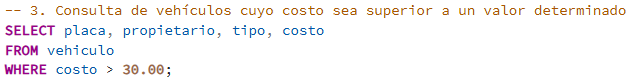 -- 3. Consulta de vehículos cuyo costo sea superior a un valor determinado
SELECT placa, propietario, tipo, costo
FROM vehiculo
WHERE costo > 30.00;